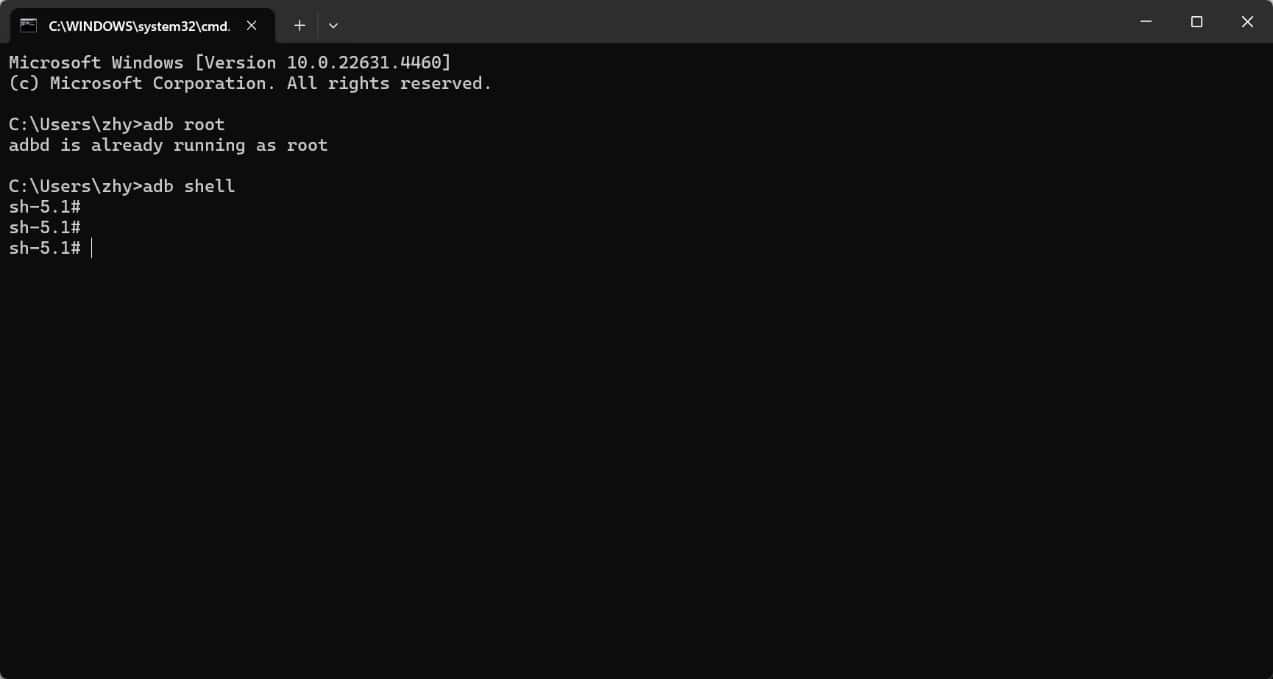 C:\WINDOWS\system32\cmd.
Microsoft Windows [Version 10.0.22631.4460]
(c) Microsoft Corporation. All rights reserved.
C:\Users\zhy>adb root
adbd is already running as root
C:\Users\zhy>adb shell
sh-5.1#
sh-5.1#
sh-5.1#